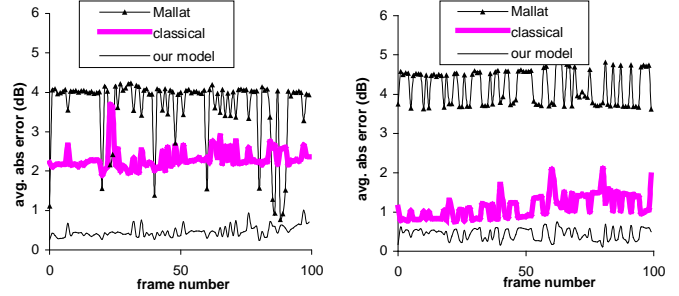 Mallat
classical
our model
avg. abs error (dB)
6
5
4
3
2
1
0
0
50
100
frame number
Mallat
classical
our model
avg. abs error (dB)
6
5
4
3
2
1
0
0
50
100
frame number